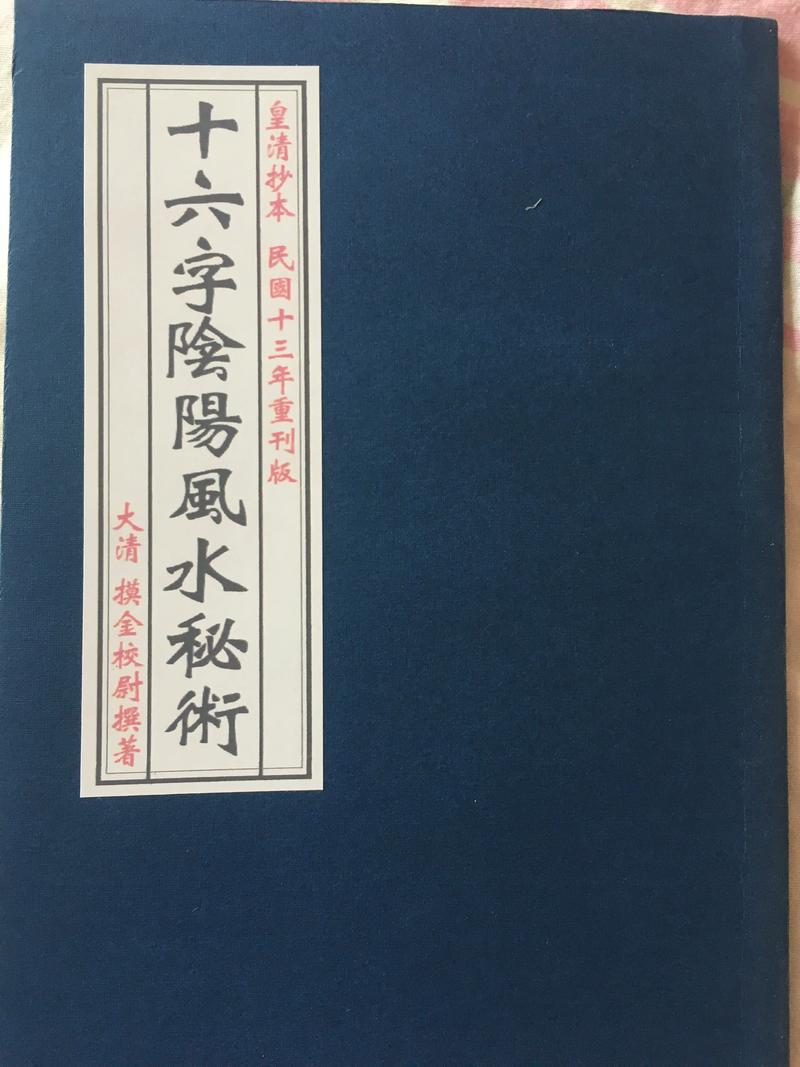 皇清抄本 民國十三年重刊版
十六字陰陽風水秘術
大清 摸金校尉撰著